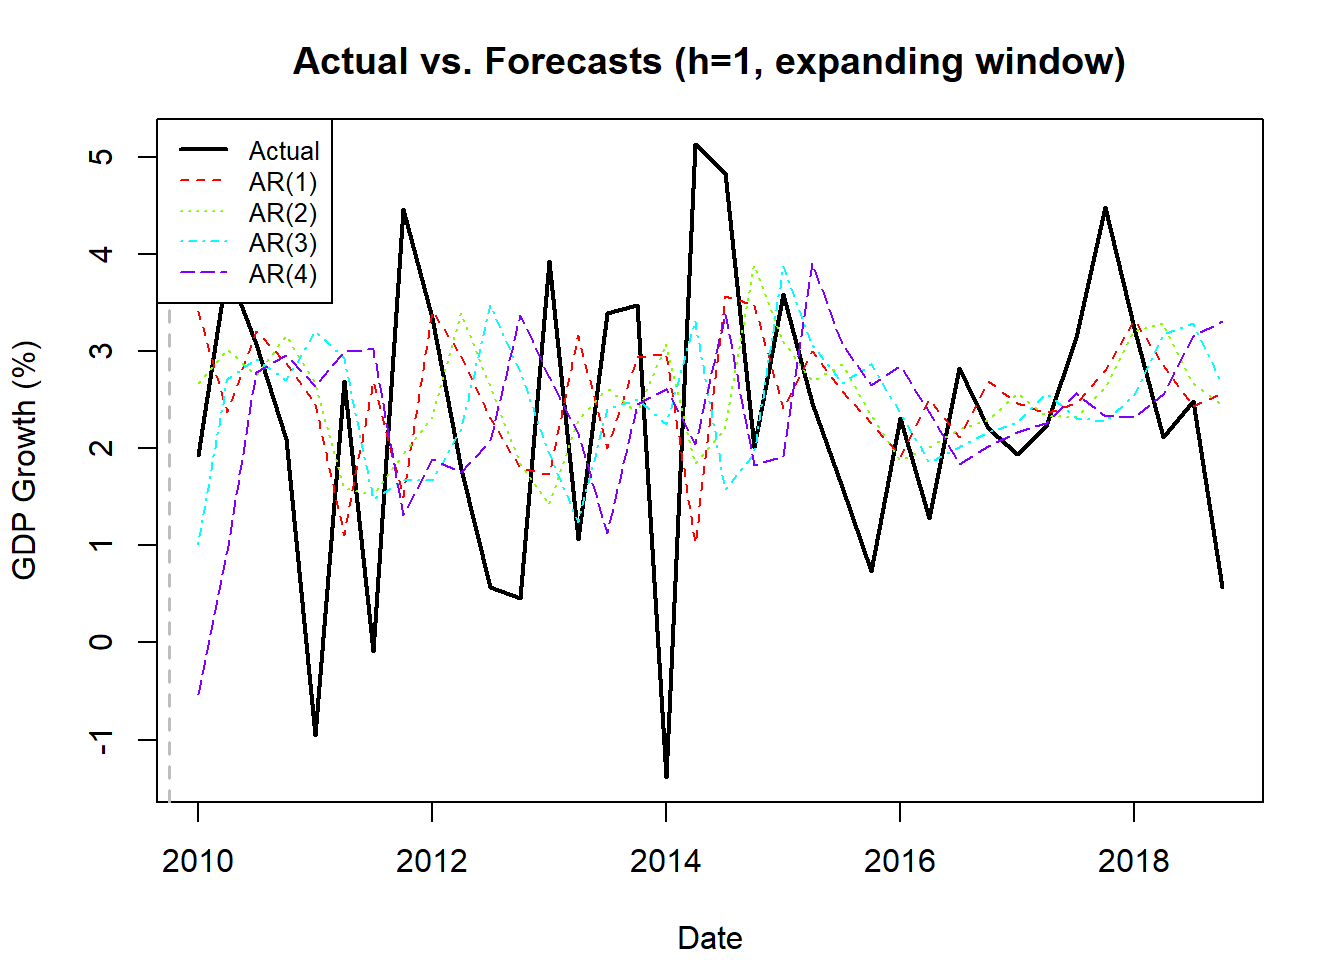 Actual vs. Forecasts (h=1, expanding window)
Actual
AR(1)
AR(2)
AR(3)
AR(4)
GDP Growth (%)
5
4
3
2
1
0
-1
2010 2012 2014 2016 2018
Date